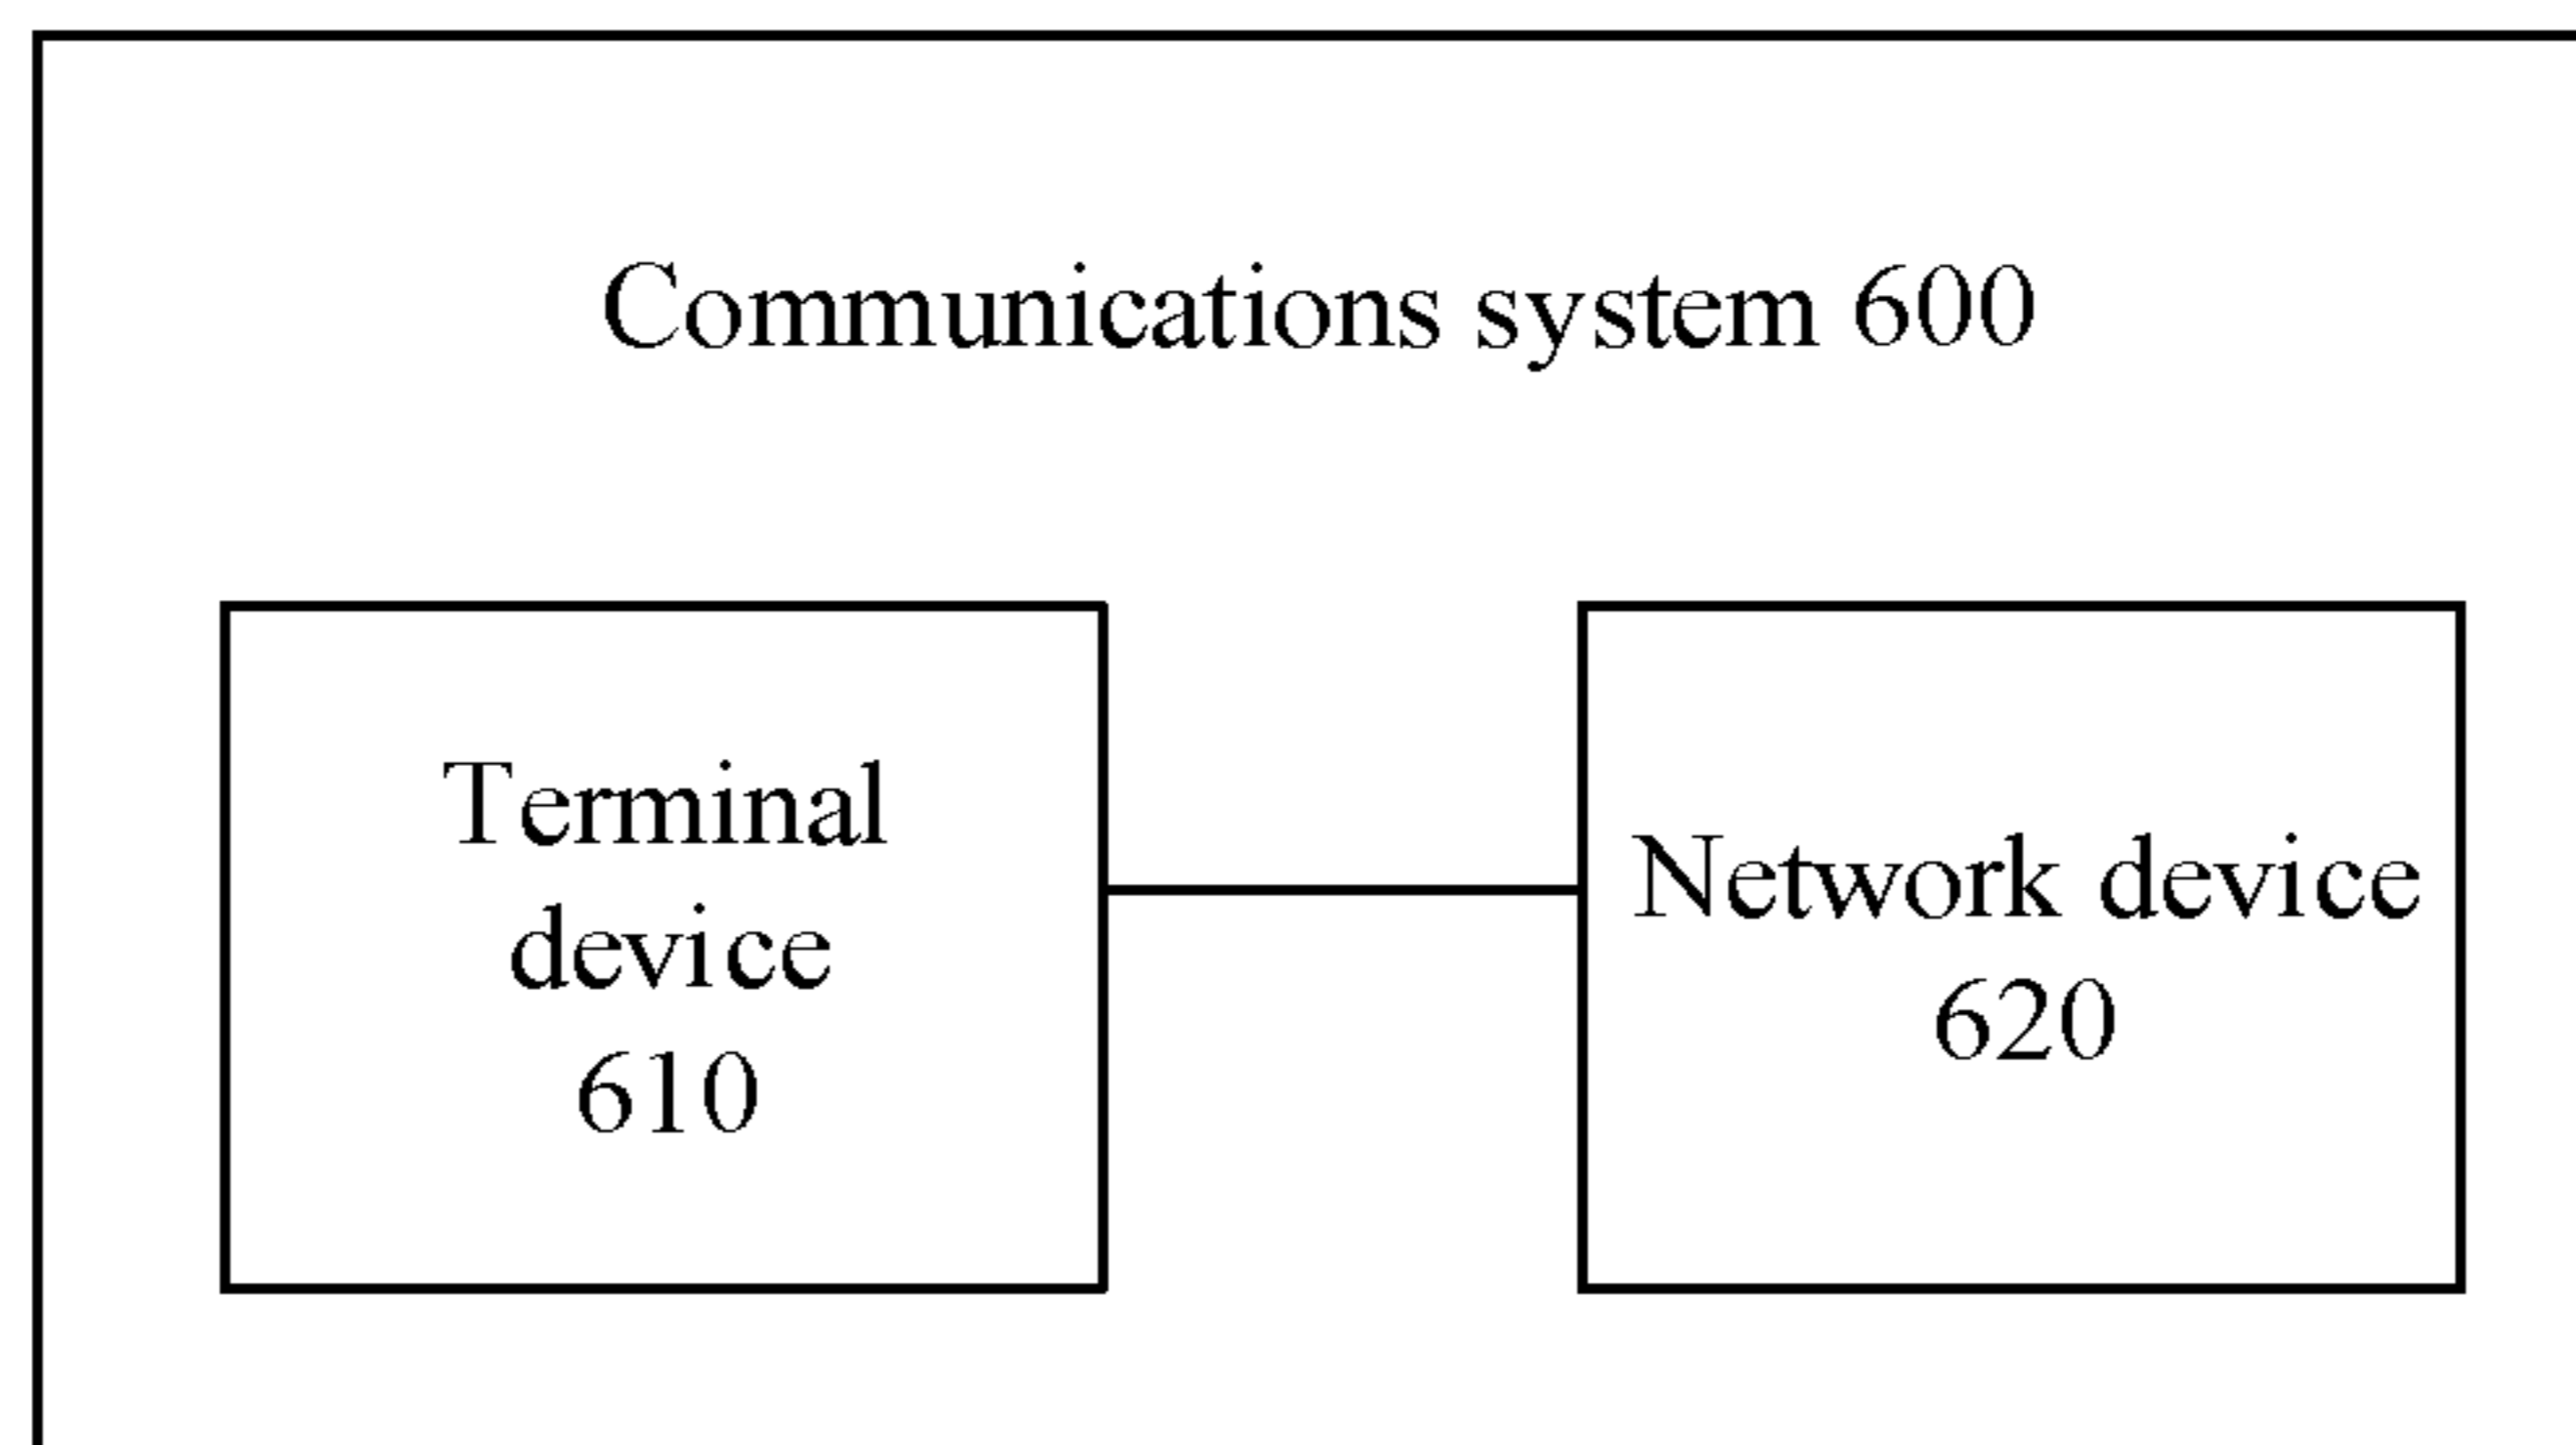 Communications system 600
Terminal
device
610
Network device
620